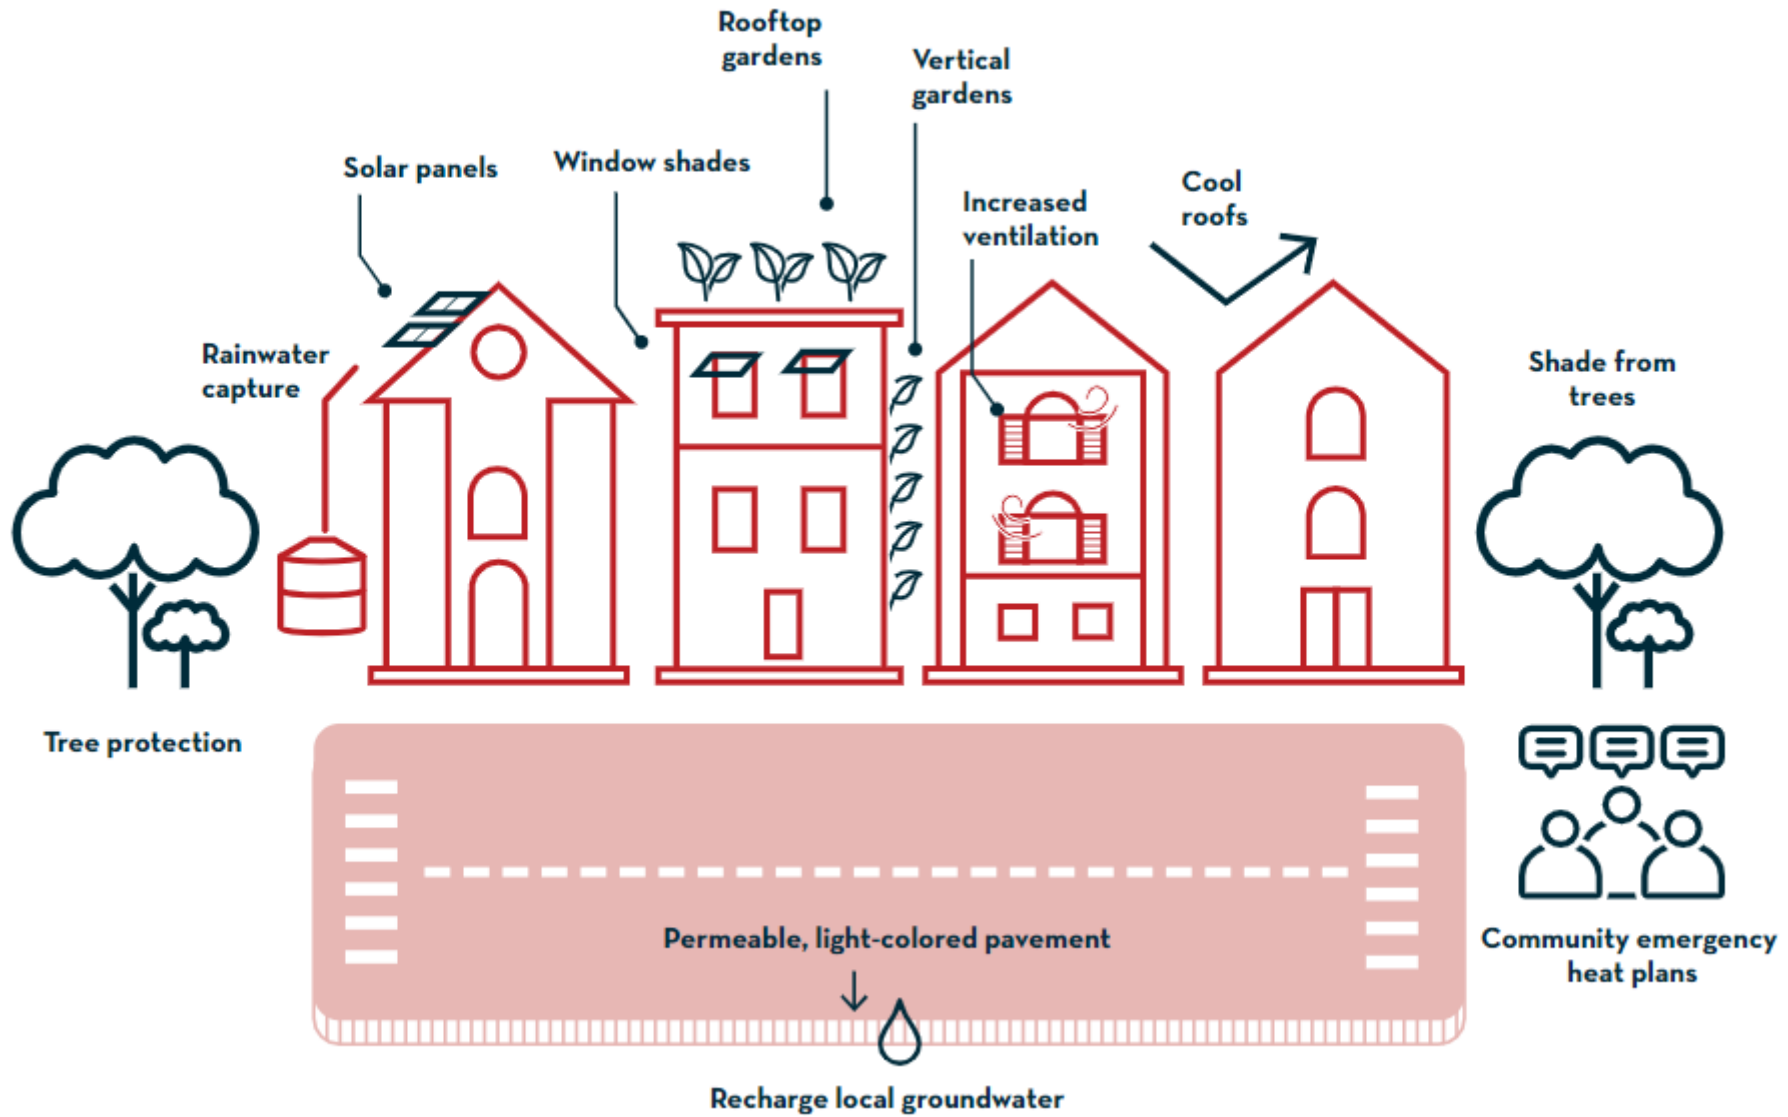 Rooftop
gardens
Vertical
gardens
Solar panels
Window shades
Increased
ventilation
Cool
roofs
Rainwater
capture
Shade from
trees
Tree protection
Permeable, light-colored pavement
Community emergency
heat plans
Recharge local groundwater